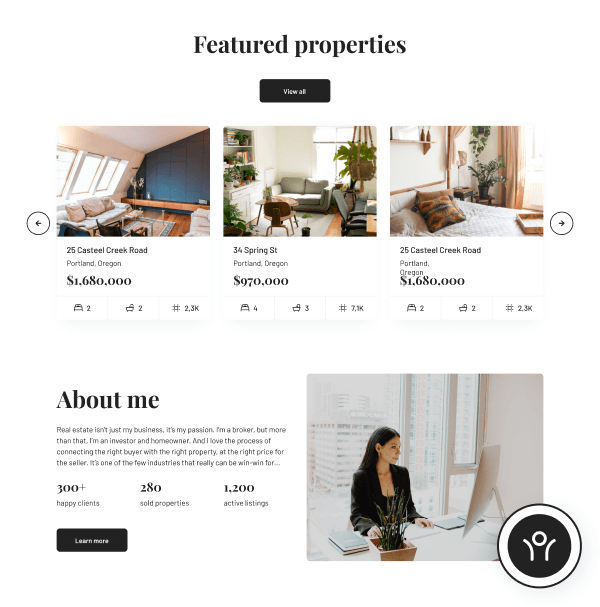 Featured properties
View all
25 Casteel Creek Road
Portland, Oregon
$1,680,000
2 2 2,3K
34 Spring St
Portland, Oregon
$970,000
4 3 7,1K
25 Casteel Creek Road
Portland,
Oregon
$1,680,000
2 2 2,3K
About me
Real estate isn't just my business, it's my passion. I'm a broker, but more
than that, I'm an investor and homeowner. And I love the process of
connecting the right buyer with the right property, at the right price for
the seller. It's one of the few industries that really can be win-win for...
300+ 280 1,200
happy clients sold properties active listings
Learn more